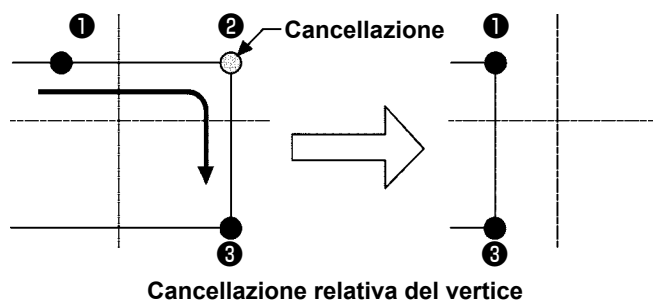 ❶ ❷ Cancellazione ❶
❸ ❸
Cancellazione relativa del vertice